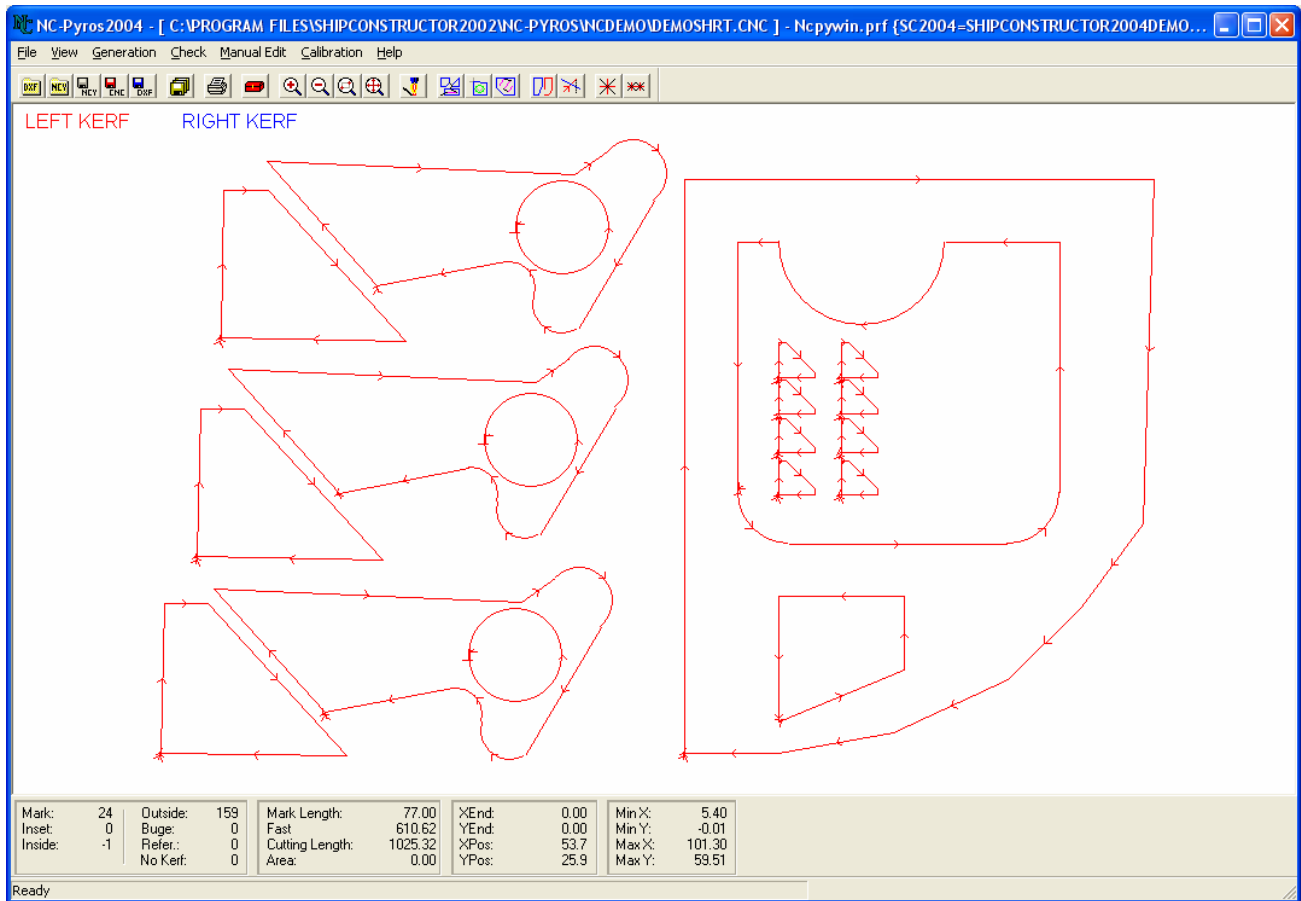 NC-Pyros2004 - [ C:\PROGRAM FILES\SHIPCONSTRUCTOR2002\NC-PYROS\NCDEMO\DEMOSHRT.CNC ] - Ncpywin.prf {SC2004=SHIPCONSTRUCTOR2004DEMO...
File View Generation Check Manual Edit Calibration Help
DXF NCY NCY CNC DXF
LEFT KERF RIGHT KERF
Mark: 24 Outside: 159 Mark Length: 77.00 XEnd: 0.00 Min X: 5.40
Inset: 0 Buge: 0 Fast 610.62 YEnd: 0.00 Min Y: -0.01
Inside: -1 Refer.: 0 Cutting Length: 1025.32 XPos: 53.7 Max X: 101.30
No Kerf: 0 Area: 0.00 YPos: 25.9 Max Y: 59.51
Ready